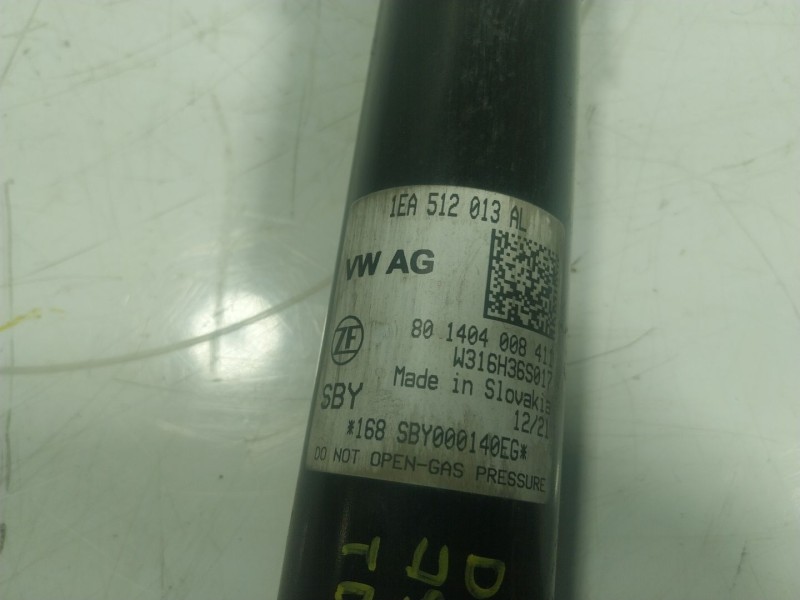 1EA 512 013 AL
VW AG
ZF
80 1404 008 411
W316H36S017
Made in Slovakia
SBY
12/21
*168 SBY000140EG*
DO NOT OPEN-GAS PRESSURE